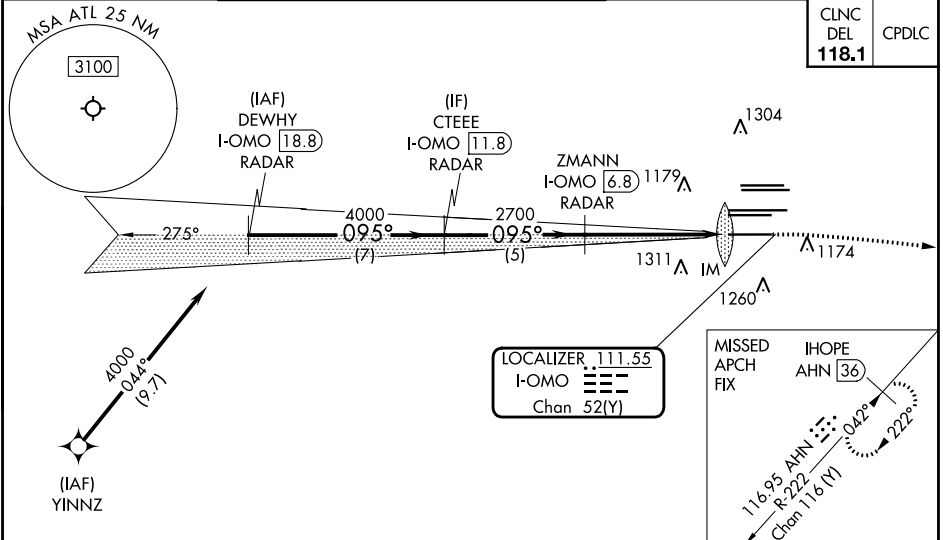 MSA ATL 25 NM
3100
CLNC
DEL
118.1
CPDLC
(IAF)
DEWHY
I-OMO 18.8
RADAR
(IF)
CTEEE
I-OMO 11.8
RADAR
ZMANN
I-OMO 6.8
RADAR
1304
1179
275°
4000
095°
(7)
2700
095°
(5)
1311
IM
1174
1260
4000
044°
(9.7)
(IAF)
YINNZ
LOCALIZER 111.55
I-OMO
Chan 52(Y)
MISSED
APCH
FIX
IHOPE
AHN 36
042°
222°
116.95 AHN
R-222
Chan 116 (Y)